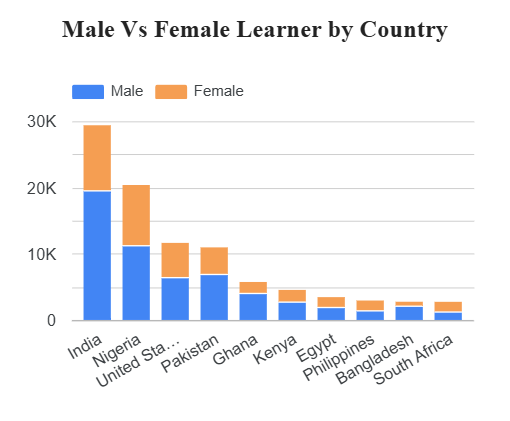 Male Vs Female Learner by Country
Male Female
30K
20K
10K
0
India
Nigeria
United Sta...
Pakistan
Ghana
Kenya
Egypt
Philippines
Bangladesh
South Africa